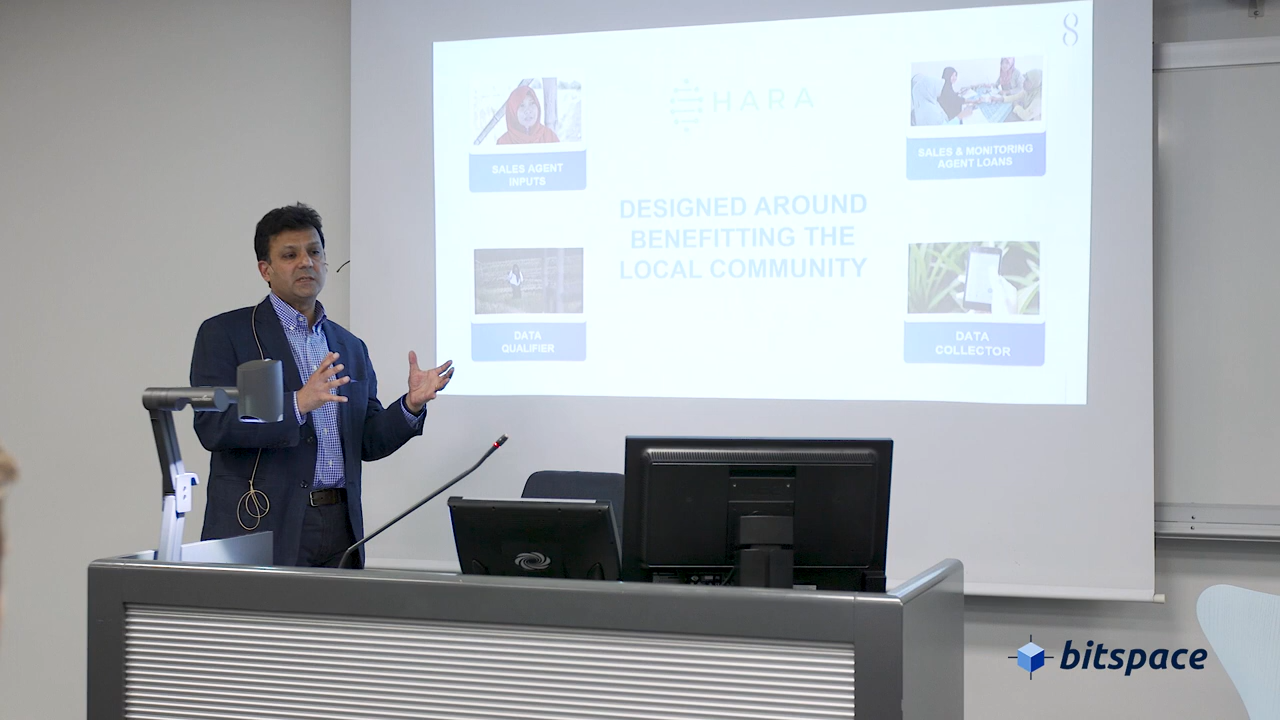 HARA
SALES AGENT
INPUTS
SALES & MONITORING
AGENT LOANS
DESIGNED AROUND
BENEFITTING THE
LOCAL COMMUNITY
DATA
QUALIFIER
DATA
COLLECTOR
bitspace